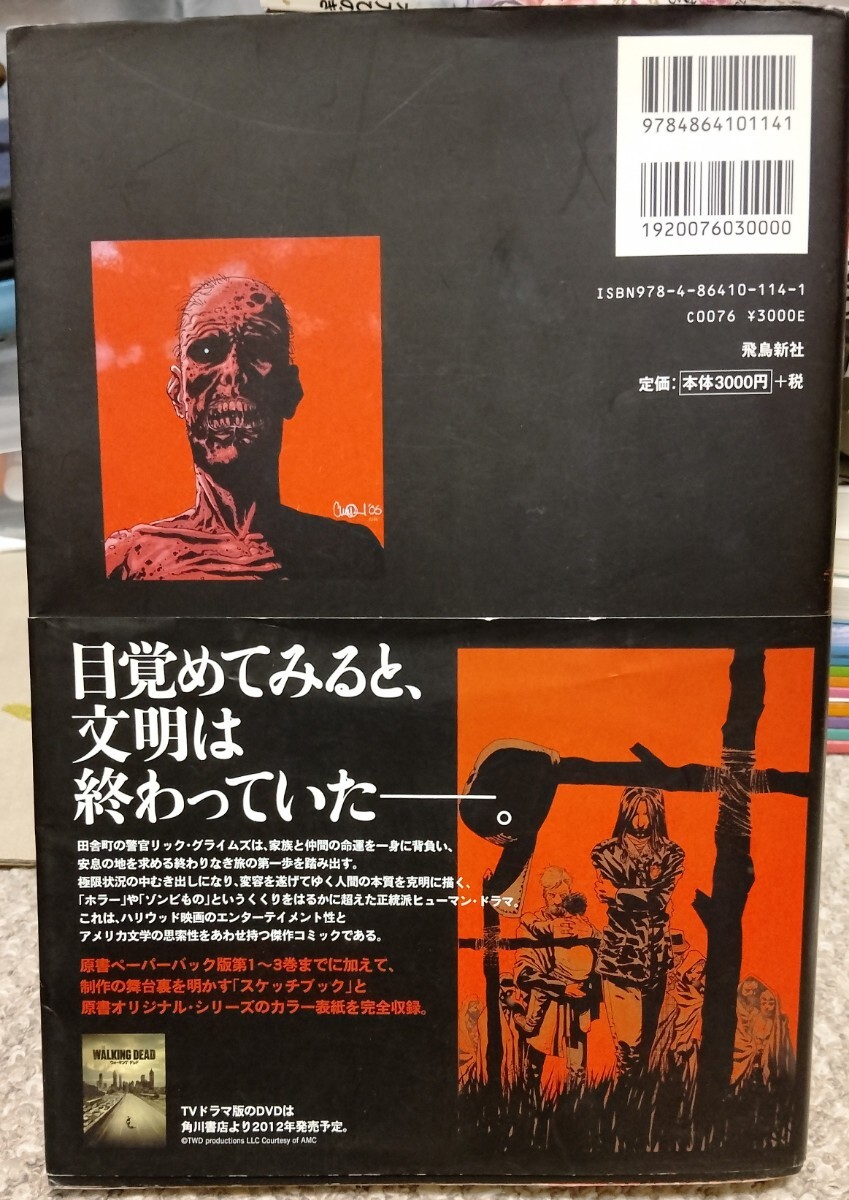 9784864101141
1920076030000
ISBN978-4-86410-114-1
C0076 ¥3000E
飛鳥新社
定価：本体3000円+税
目覚めてみると、
文明は
終わっていた――。
田舎町の警官リック・グライムズは、家族と仲間の命運を一身に背負い、
安息の地を求める終わりなき旅の第一歩を踏み出す。
極限状況の中むき出しになり、変容を遂げてゆく人間の本質を克明に描く、
「ホラー」や「ゾンビもの」というくくりをはるかに超えた正統派ヒューマン・ドラマ。
これは、ハリウッド映画のエンターテイメント性と
アメリカ文学の思索性をあわせ持つ傑作コミックである。
原書ペーパーバック版第1〜3巻までに加えて、
制作の舞台裏を明かす「スケッチブック」と
原書オリジナル・シリーズのカラー表紙を完全収録。
WALKING DEAD
ウォーキング・デッド
TVドラマ版のDVDは
角川書店より2012年発売予定。
©TWD productions LLC Courtesy of AMC